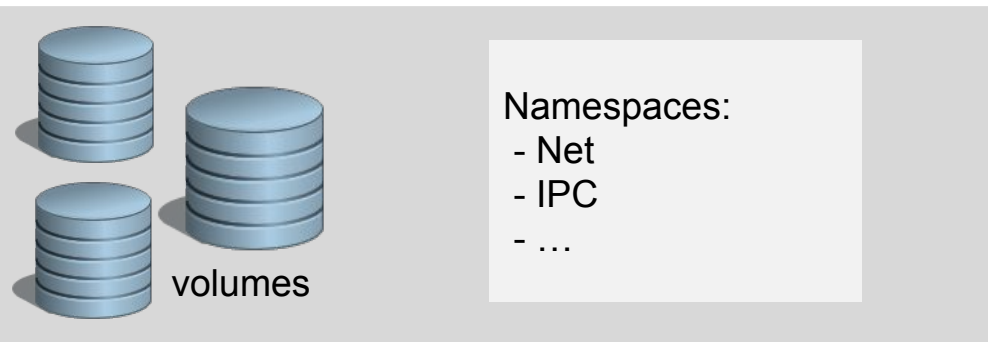 volumes
Namespaces:
- Net
- IPC
- …